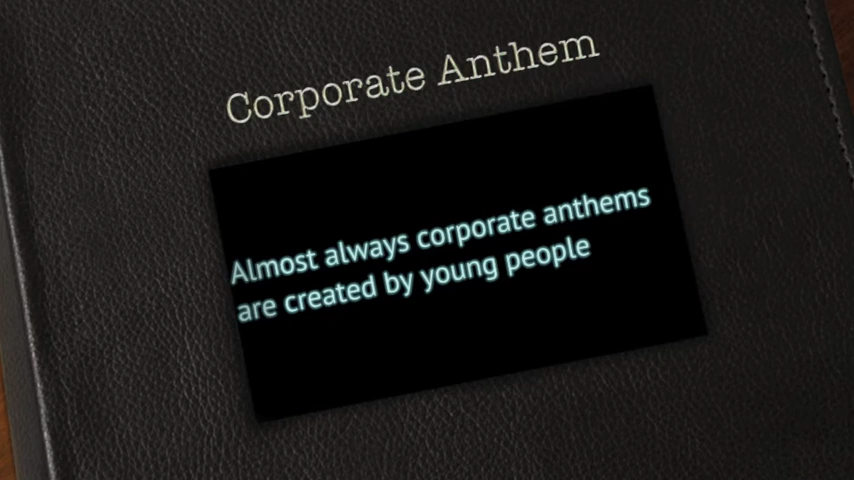 Corporate Anthem
Almost always corporate anthems
are created by young people